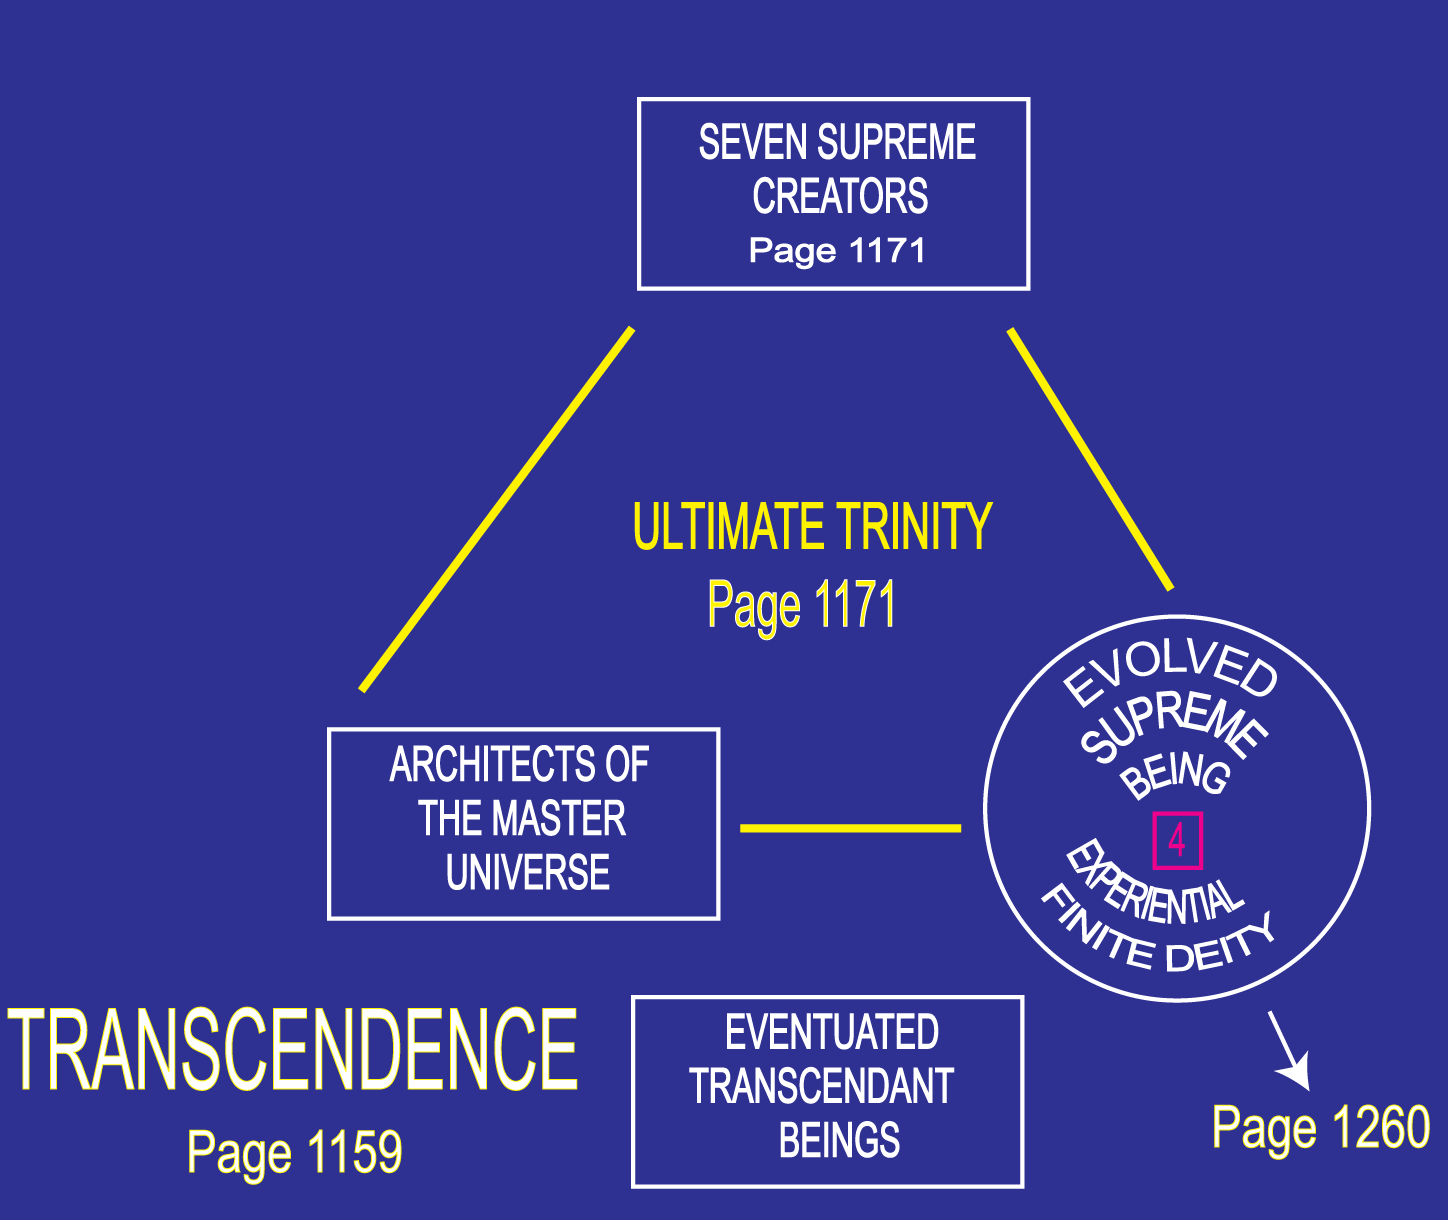 SEVEN SUPREME
CREATORS
Page 1171
ULTIMATE TRINITY
Page 1171
EVOLVED
SUPREME
BEING
4
EXPERIENTIAL
FINITE DEITY
ARCHITECTS OF
THE MASTER
UNIVERSE
TRANSCENDENCE
Page 1159
EVENTUATED
TRANSCENDANT
BEINGS
Page 1260